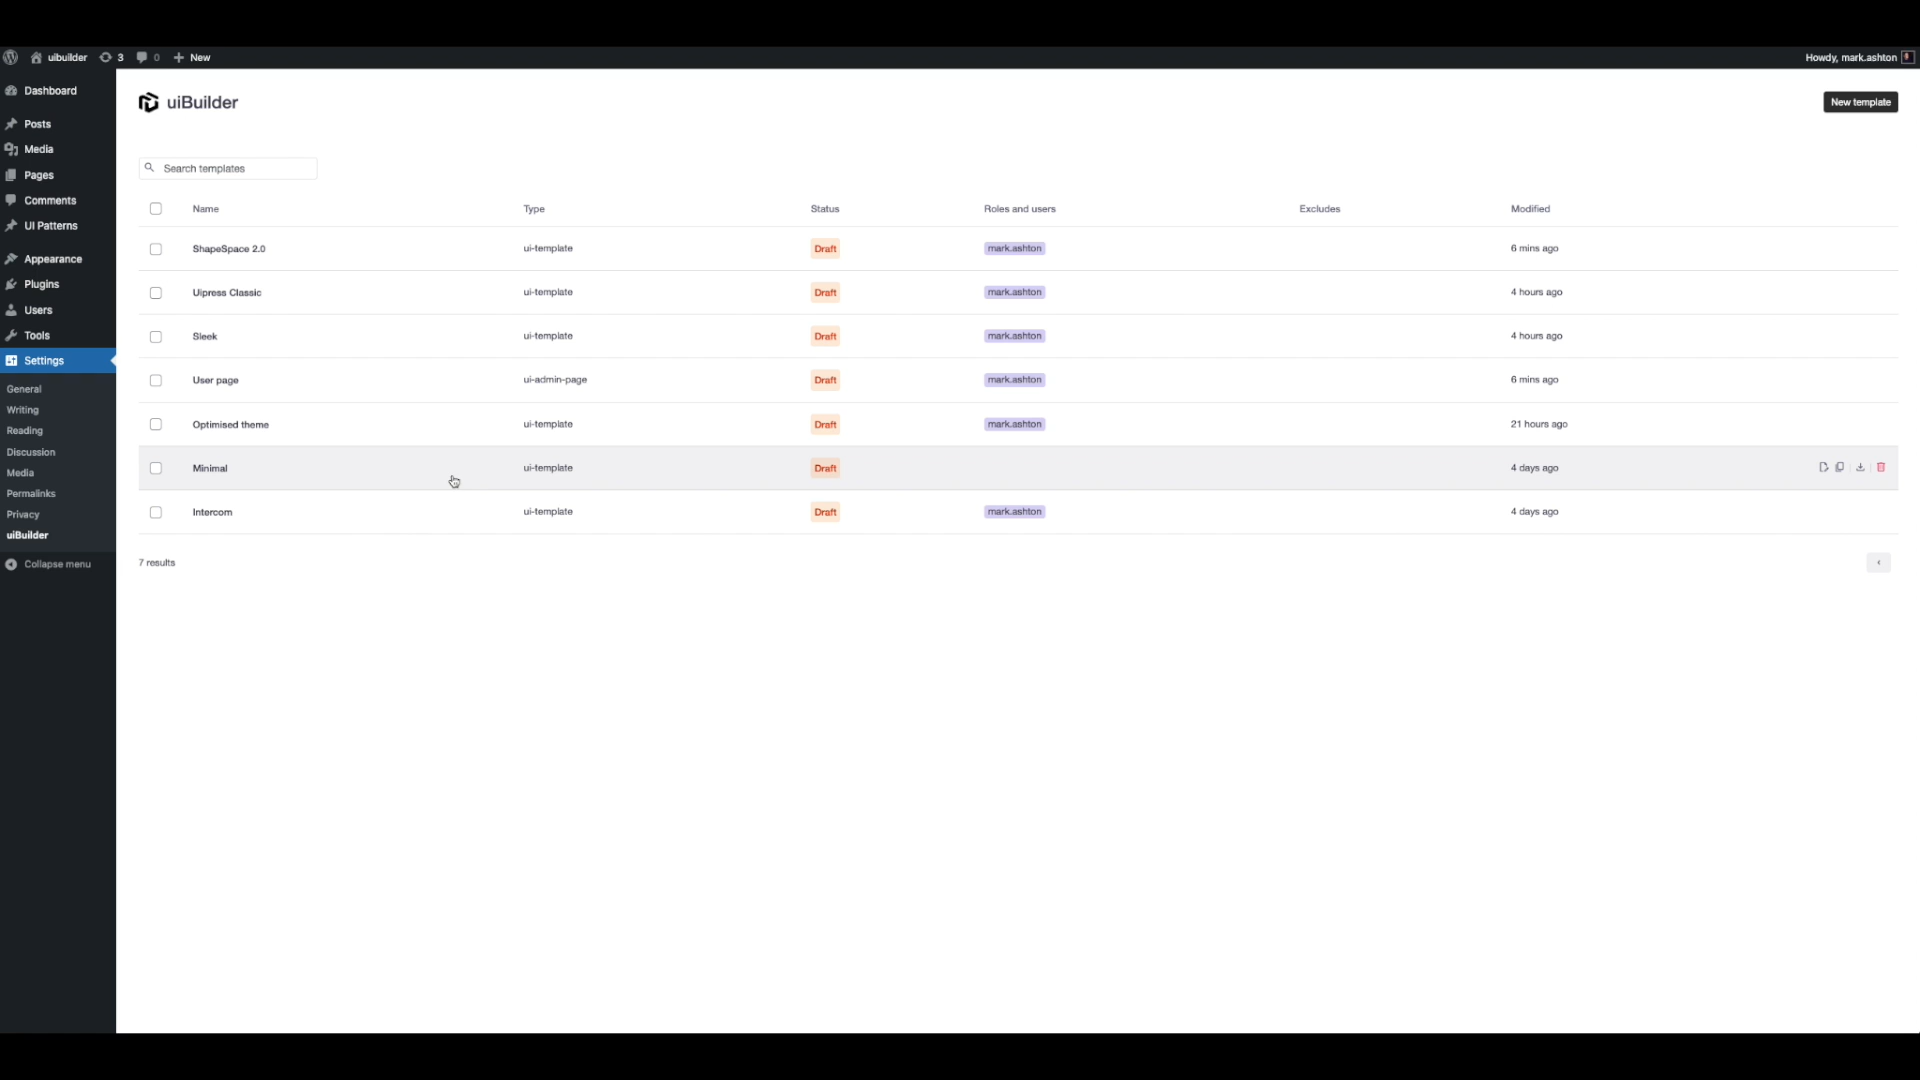 uibuilder 3 0 New Howdy, mark.ashton
Dashboard
Posts
Media
Pages
Comments
UI Patterns
Appearance
Plugins
Users
Tools
Settings
General
Writing
Reading
Discussion
Media
Permalinks
Privacy
uiBuilder
Collapse menu
uiBuilder New template
Search templates
Name Type Status Roles and users Excludes Modified
ShapeSpace 2.0 ui-template Draft mark.ashton 6 mins ago
Uipress Classic ui-template Draft mark.ashton 4 hours ago
Sleek ui-template Draft mark.ashton 4 hours ago
User page ui-admin-page Draft mark.ashton 6 mins ago
Optimised theme ui-template Draft mark.ashton 21 hours ago
Minimal ui-template Draft 4 days ago
Intercom ui-template Draft mark.ashton 4 days ago
7 results